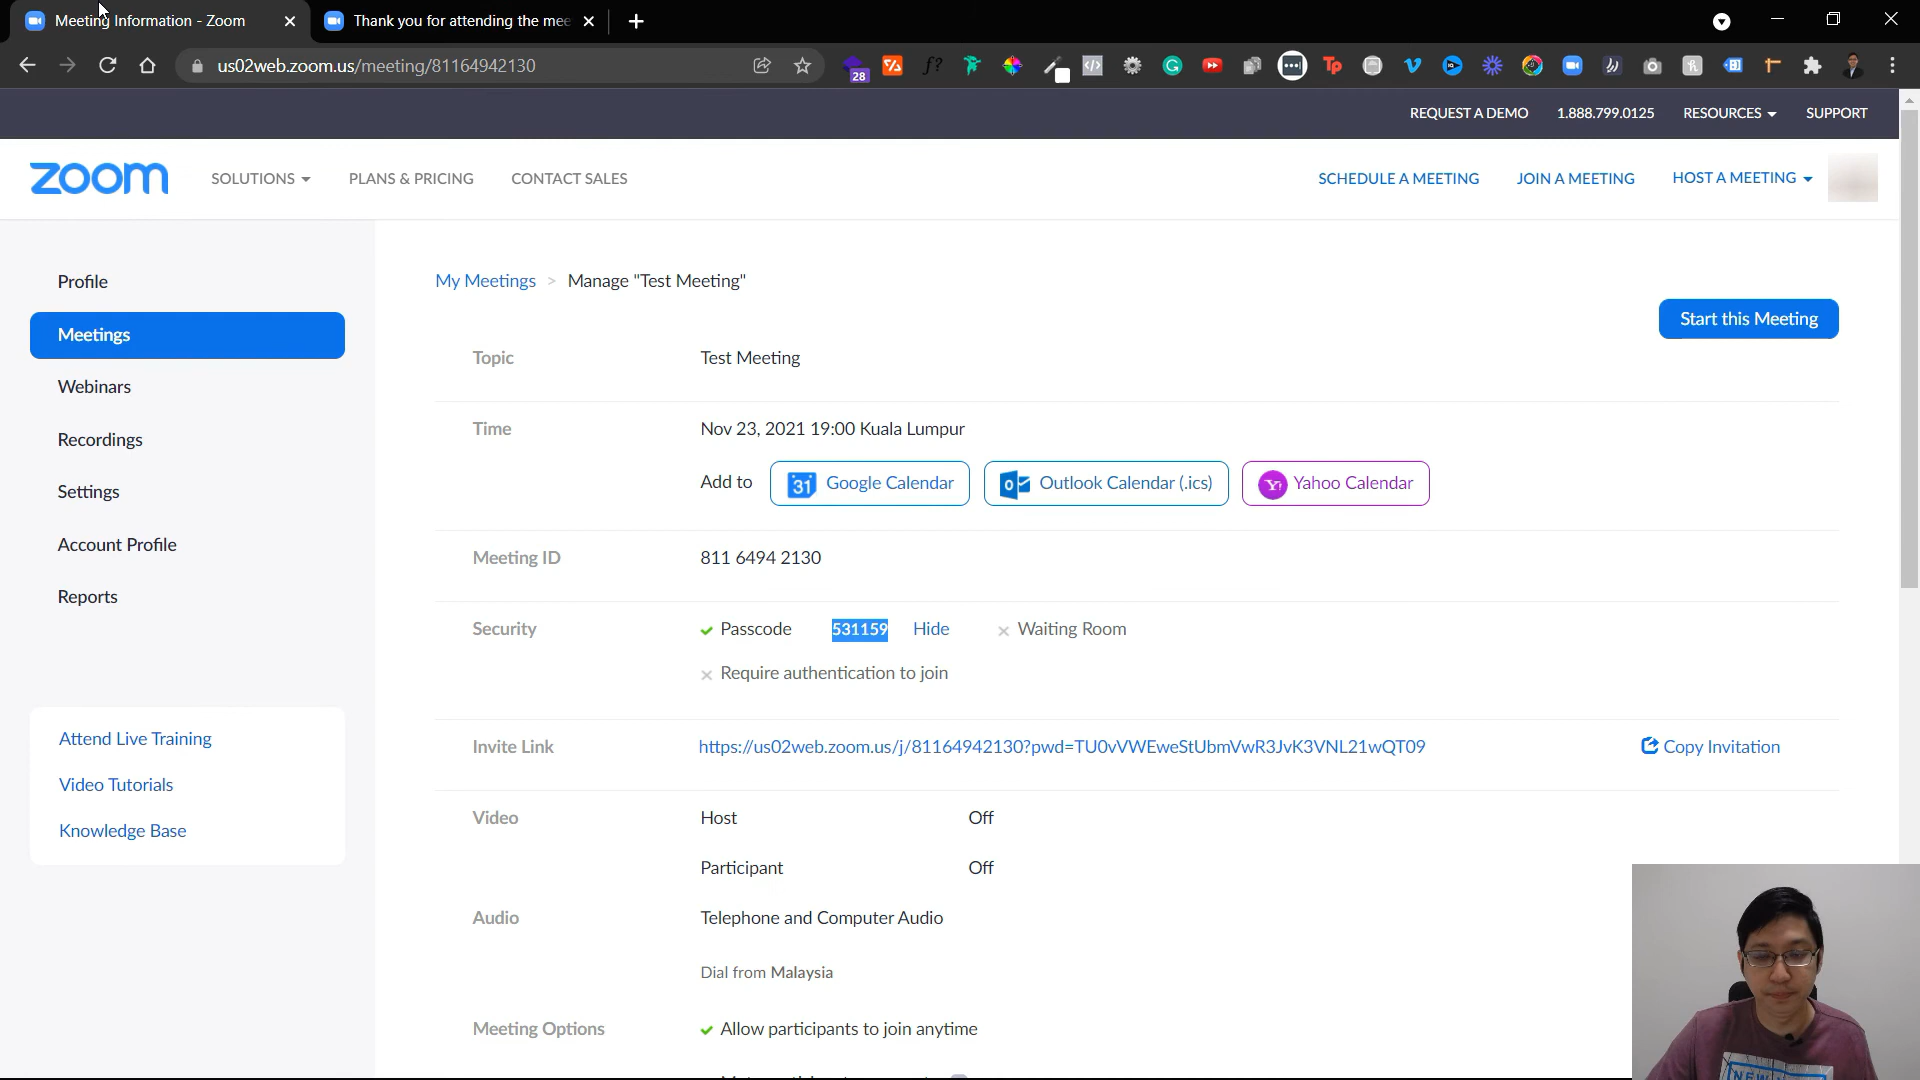 Meeting Information - Zoom
Thank you for attending the mee
us02web.zoom.us/meeting/81164942130
28
f?
Tp
REQUEST A DEMO
1.888.799.0125
RESOURCES
SUPPORT
zoom
SOLUTIONS
PLANS & PRICING
CONTACT SALES
SCHEDULE A MEETING
JOIN A MEETING
HOST A MEETING
Profile
Meetings
Webinars
Recordings
Settings
Account Profile
Reports
Attend Live Training
Video Tutorials
Knowledge Base
My Meetings > Manage "Test Meeting"
Start this Meeting
Topic Test Meeting
Time Nov 23, 2021 19:00 Kuala Lumpur
Add to 31 Google Calendar Outlook Calendar (.ics) Yahoo Calendar
Meeting ID 811 6494 2130
Security Passcode 531159 Hide Waiting Room
Require authentication to join
Invite Link https://us02web.zoom.us/j/81164942130?pwd=TU0vVWEweStUbmVwR3JvK3VNL21wQT09 Copy Invitation
Video Host Off
Participant Off
Audio Telephone and Computer Audio
Dial from Malaysia
Meeting Options Allow participants to join anytime
NEW